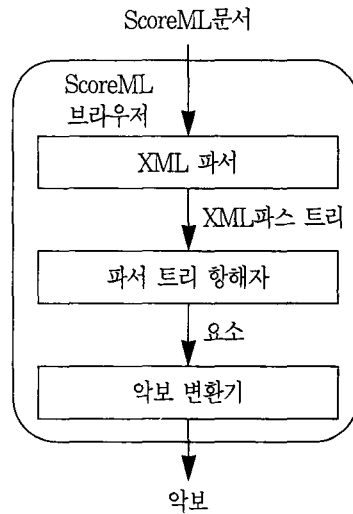 ScoreML문서
ScoreML
브라우저
XML 파서
XML파스 트리
파서 트리 항해자
요소
악보 변환기
악보